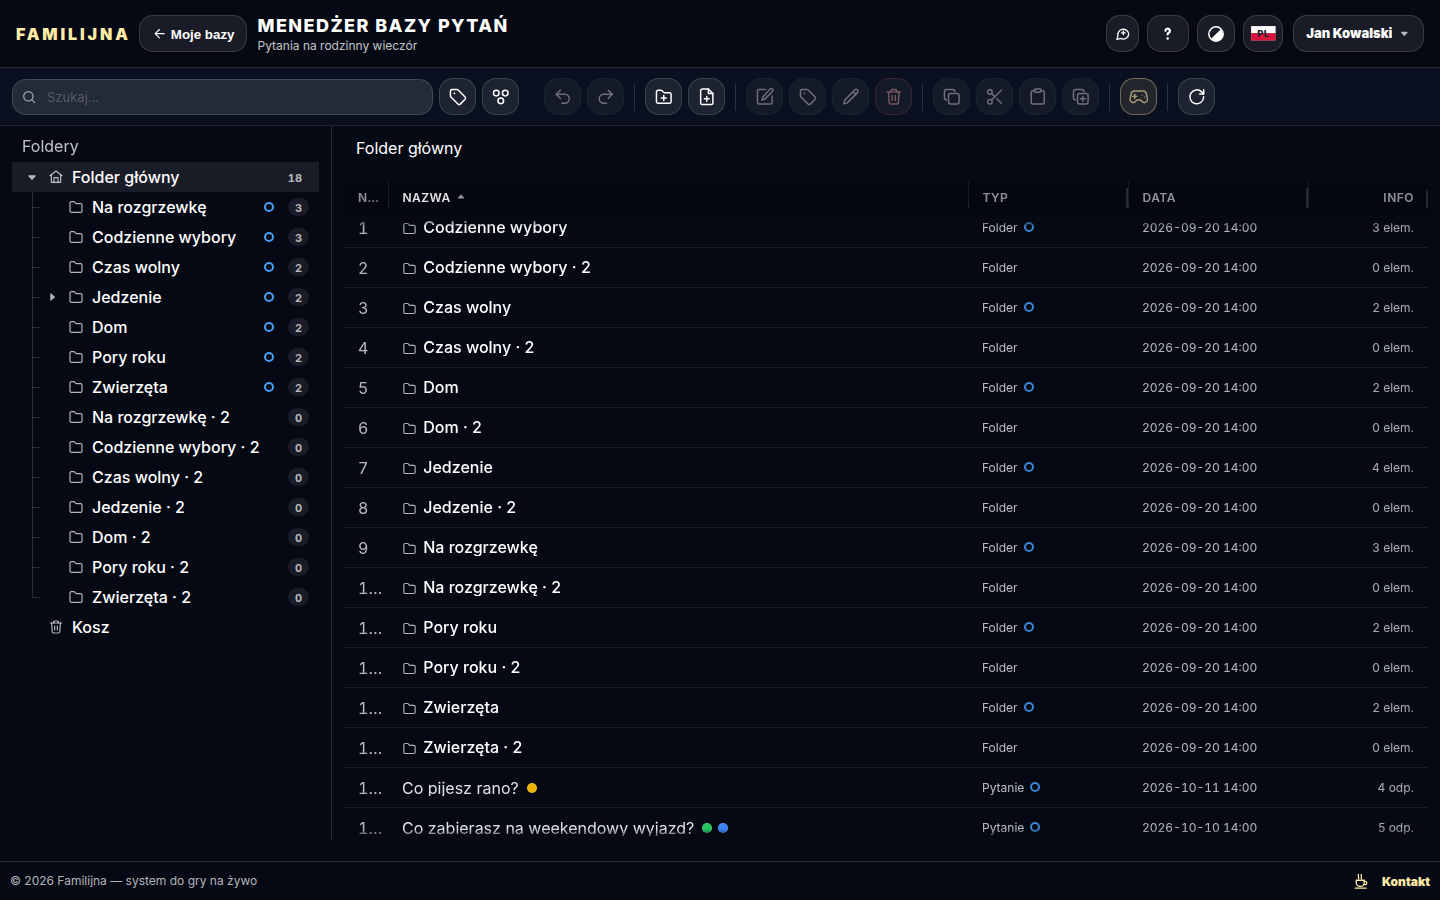 FAMILIJNA
Moje bazy
MENEDŻER BAZY PYTAŃ
Pytania na rodzinny wieczór
?
PL
Jan Kowalski
Szukaj...
Foldery
Folder główny 18
Na rozgrzewkę 3
Codzienne wybory 3
Czas wolny 2
Jedzenie 2
Dom 2
Pory roku 2
Zwierzęta 2
Na rozgrzewkę · 2 0
Codzienne wybory · 2 0
Czas wolny · 2 0
Jedzenie · 2 0
Dom · 2 0
Pory roku · 2 0
Zwierzęta · 2 0
Kosz
Folder główny
N... NAZWA TYP DATA INFO
1 Codzienne wybory Folder 2026-09-20 14:00 3 elem.
2 Codzienne wybory · 2 Folder 2026-09-20 14:00 0 elem.
3 Czas wolny Folder 2026-09-20 14:00 2 elem.
4 Czas wolny · 2 Folder 2026-09-20 14:00 0 elem.
5 Dom Folder 2026-09-20 14:00 2 elem.
6 Dom · 2 Folder 2026-09-20 14:00 0 elem.
7 Jedzenie Folder 2026-09-20 14:00 4 elem.
8 Jedzenie · 2 Folder 2026-09-20 14:00 0 elem.
9 Na rozgrzewkę Folder 2026-09-20 14:00 3 elem.
1... Na rozgrzewkę · 2 Folder 2026-09-20 14:00 0 elem.
1... Pory roku Folder 2026-09-20 14:00 2 elem.
1... Pory roku · 2 Folder 2026-09-20 14:00 0 elem.
1... Zwierzęta Folder 2026-09-20 14:00 2 elem.
1... Zwierzęta · 2 Folder 2026-09-20 14:00 0 elem.
1... Co pijesz rano? Pytanie 2026-10-11 14:00 4 odp.
1... Co zabierasz na weekendowy wyjazd? Pytanie 2026-10-10 14:00 5 odp.
© 2026 Familijna — system do gry na żywo
Kontakt